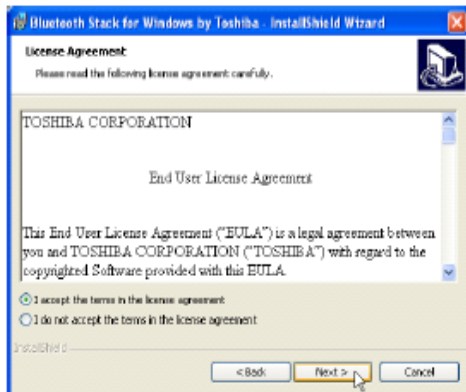 Bluetooth Stack for Windows by Toshiba - InstallShield Wizard
License Agreement
Please read the following license agreement carefully.
TOSHIBA CORPORATION
End User License Agreement
This End User License Agreement ("EULA") is a legal agreement between
you and TOSHIBA CORPORATION ("TOSHIBA") with regard to the
copyrighted Software provided with this EULA.
I accept the terms in the license agreement
I do not accept the terms in the license agreement
InstallShield
< Back
Next >
Cancel